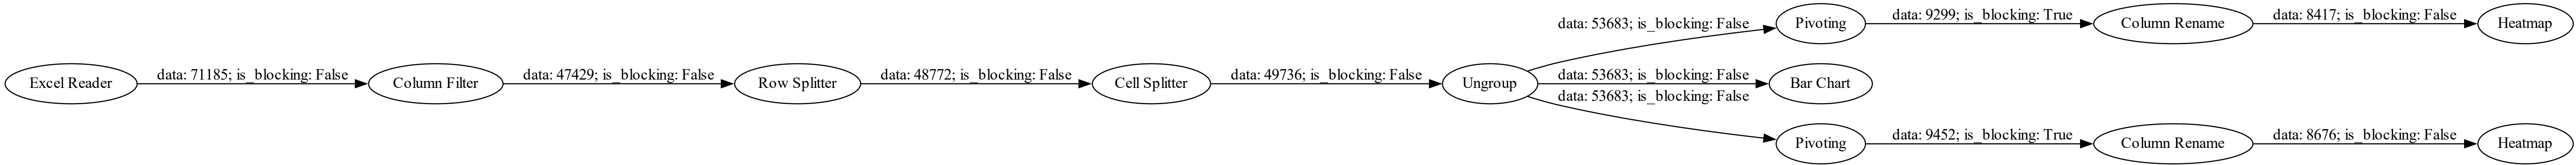 data: 53683; is_blocking: False
Pivoting
data: 9299; is_blocking: True
Column Rename
data: 8417; is_blocking: False
Heatmap
Excel Reader
data: 71185; is_blocking: False
Column Filter
data: 47429; is_blocking: False
Row Splitter
data: 48772; is_blocking: False
Cell Splitter
data: 49736; is_blocking: False
Ungroup
data: 53683; is_blocking: False
Bar Chart
data: 53683; is_blocking: False
Pivoting
data: 9452; is_blocking: True
Column Rename
data: 8676; is_blocking: False
Heatmap